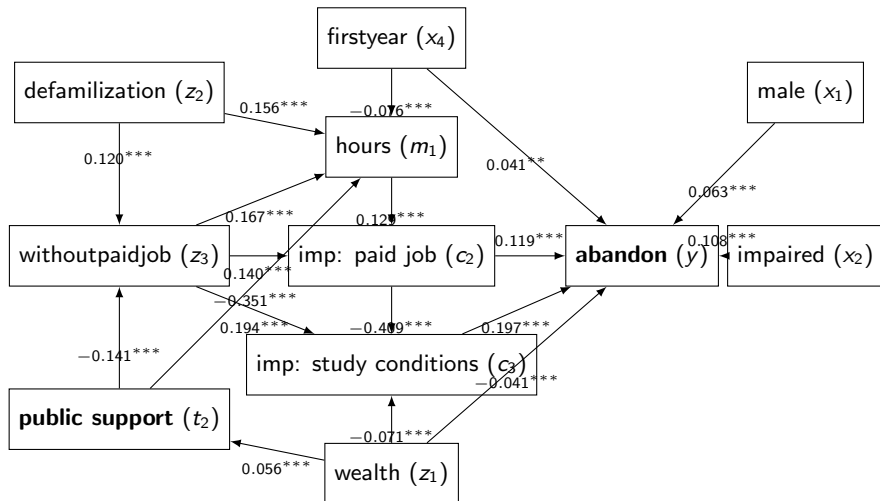 firstyear (x₄)
defamilization (z₂)
male (x₁)
0.156***
−0.076***
hours (m₁)
0.120***
0.041**
0.063***
0.167***
0.129***
withoutpaidjob (z₃)
imp: paid job (c₂)
0.119***
abandon (y)
0.108***
impaired (x₂)
0.140***
−0.351***
0.194***
−0.409***
0.197***
−0.141***
imp: study conditions (c₃)
−0.041***
public support (t₂)
−0.071***
0.056***
wealth (z₁)